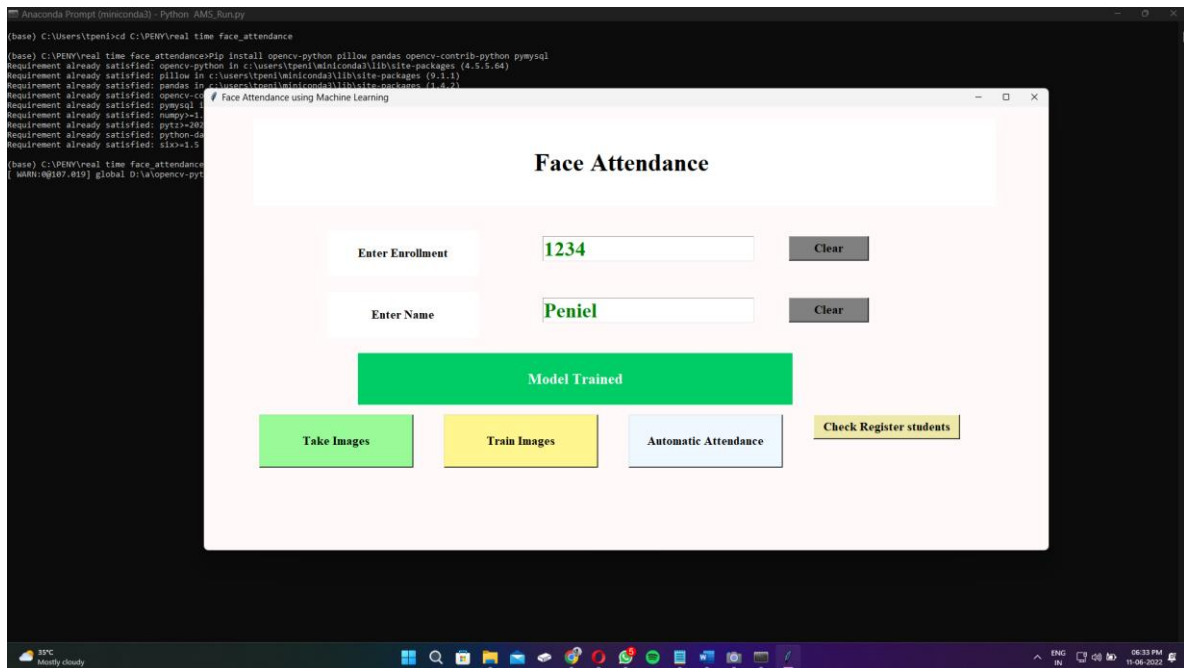 Anaconda Prompt (miniconda3) - Python AMS_Run.py
(base) C:\Users\tpeni>cd C:\PENY\real time face_attendance
(base) C:\PENY\real time face_attendance>Pip install opencv-python pillow pandas opencv-contrib-python pymysql
Requirement already satisfied: opencv-python in c:\users\tpeni\miniconda3\lib\site-packages (4.5.5.64)
Requirement already satisfied: pillow in c:\users\tpeni\miniconda3\lib\site-packages (9.1.1)
Requirement already satisfied: pandas in c:\users\tpeni\miniconda3\lib\site-packages (1.4.2)
Requirement already satisfied: opencv-co
Requirement already satisfied: pymysql i
Requirement already satisfied: numpy>=1.
Requirement already satisfied: pytz>=202
Requirement already satisfied: python-da
Requirement already satisfied: six>=1.5
(base) C:\PENY\real time face_attendance
[ WARN:0@107.019] global D:\a\opencv-pyt
Face Attendance using Machine Learning
Face Attendance
Enter Enrollment
1234
Clear
Enter Name
Peniel
Clear
Model Trained
Take Images
Train Images
Automatic Attendance
Check Register students
35°C
Mostly cloudy
ENG
IN
06:33 PM
11-06-2022